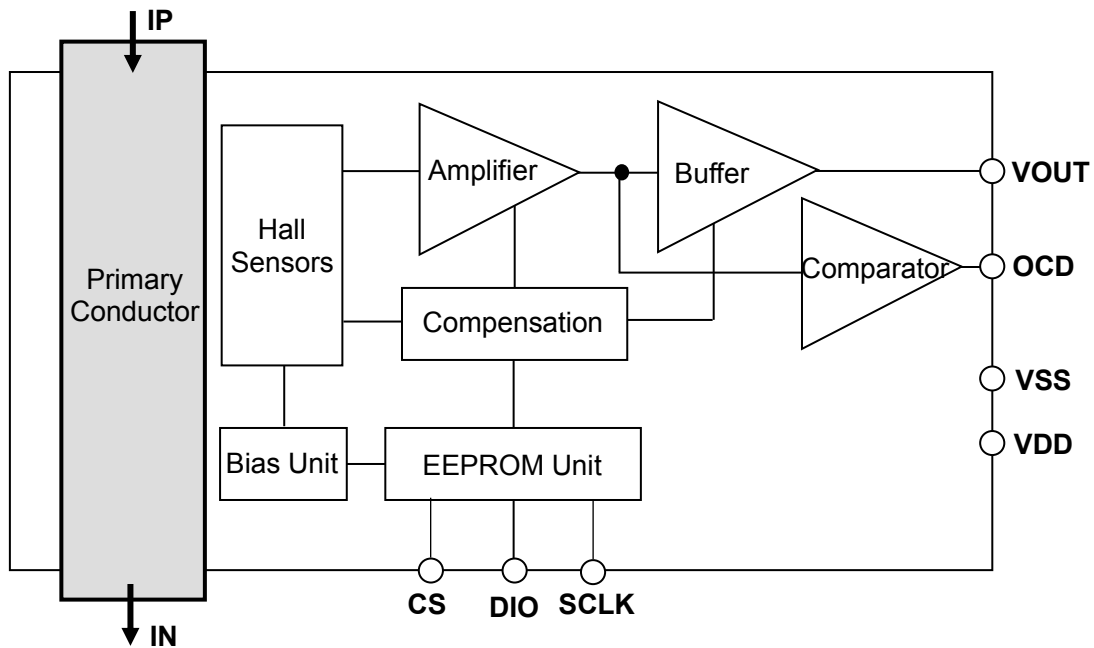 IP
Primary
Conductor
Hall
Sensors
Amplifier
Buffer
VOUT
Comparator
OCD
Compensation
VSS
Bias Unit
EEPROM Unit
VDD
CS
DIO
SCLK
IN